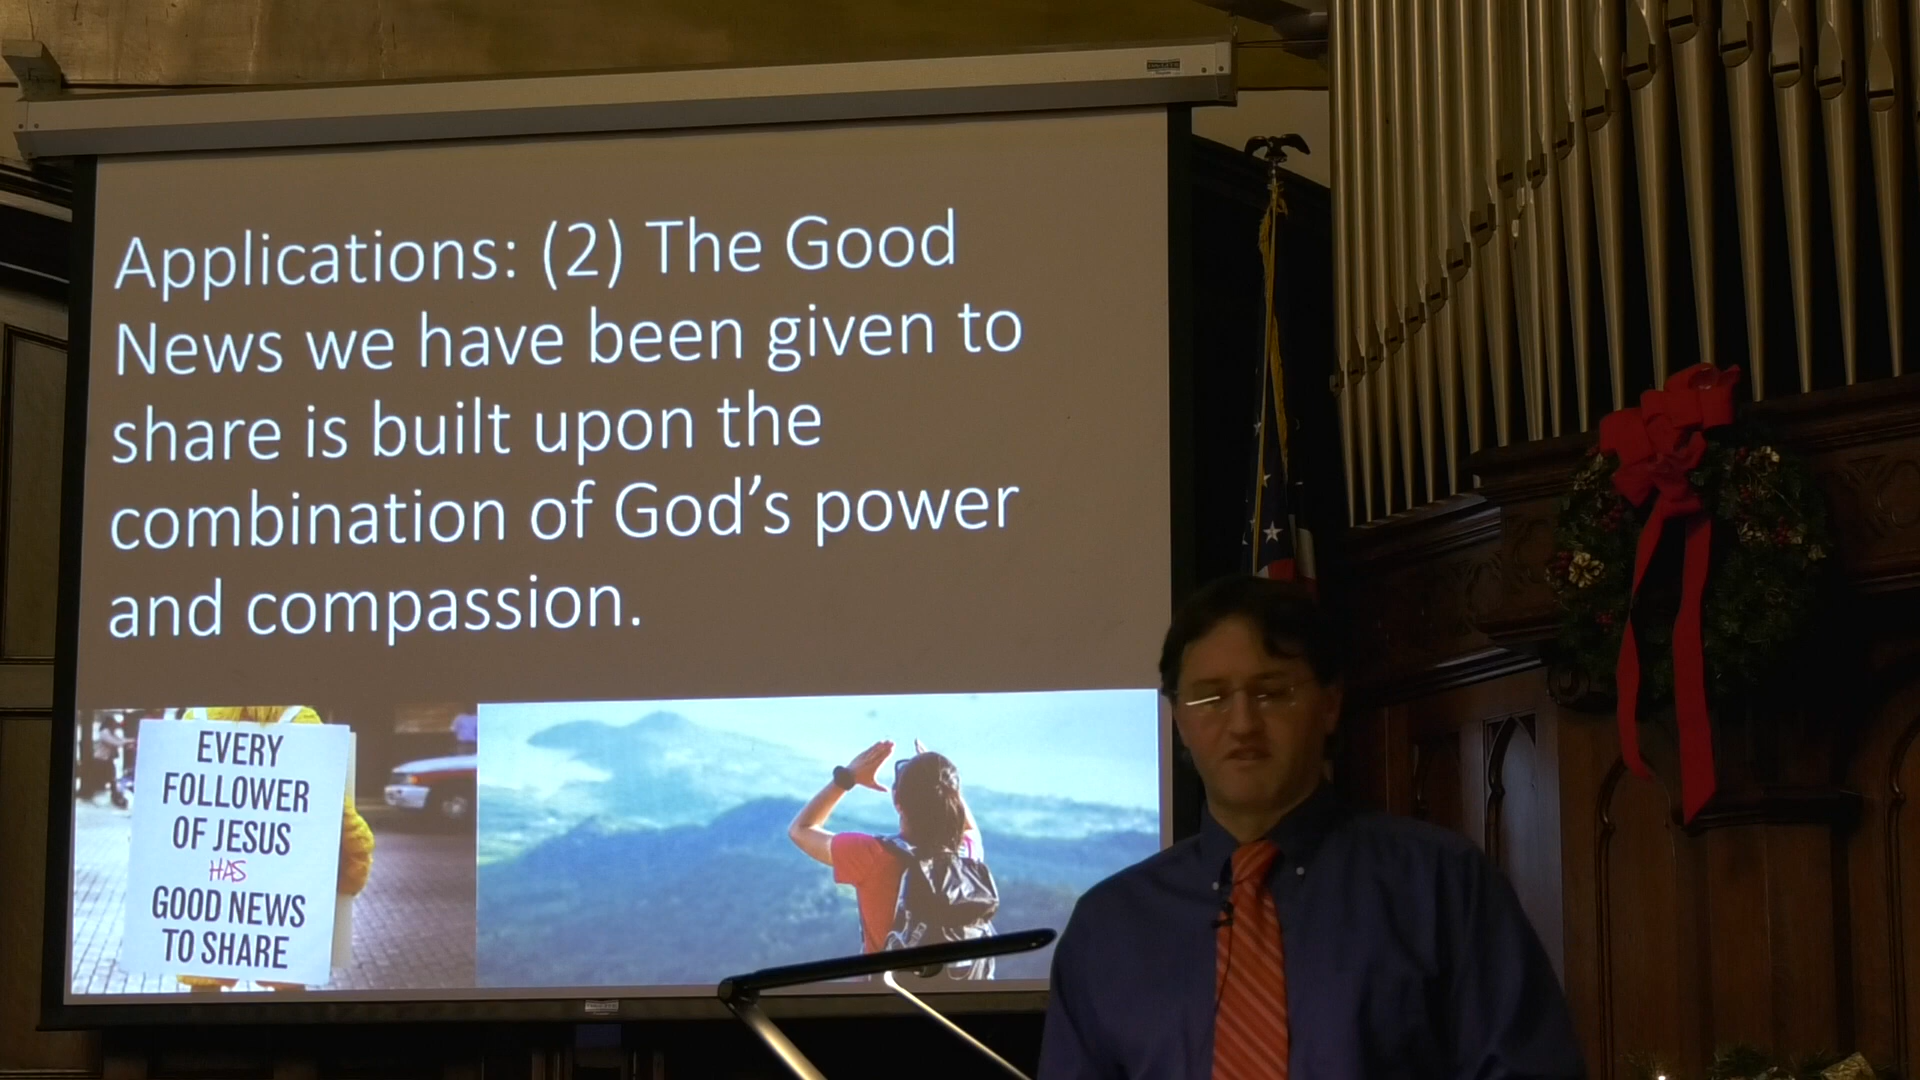 Applications: (2) The Good
News we have been given to
share is built upon the
combination of God's power
and compassion.
EVERY
FOLLOWER
OF JESUS
HAS
GOOD NEWS
TO SHARE